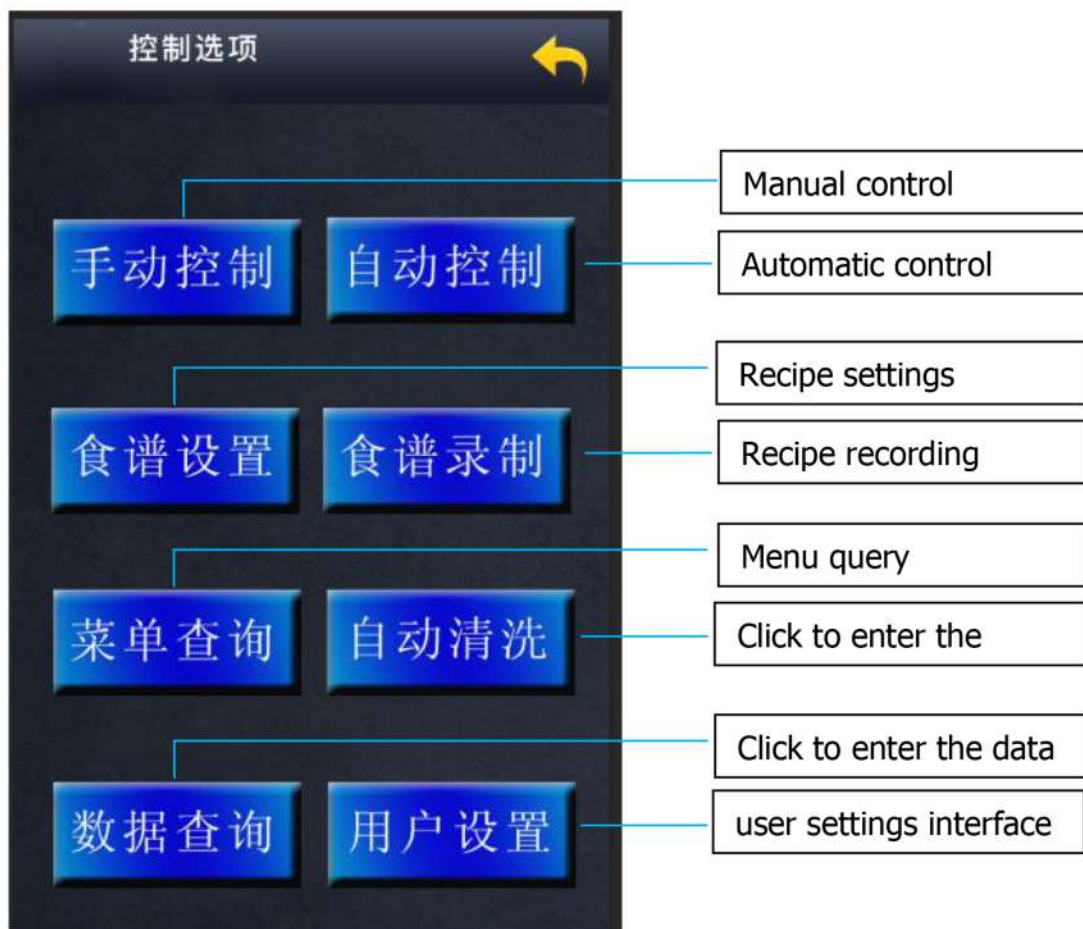 控制选项
Manual control
手动控制
自动控制
Automatic control
Recipe settings
食谱设置
食谱录制
Recipe recording
Menu query
菜单查询
自动清洗
Click to enter the
Click to enter the data
数据查询
用户设置
user settings interface